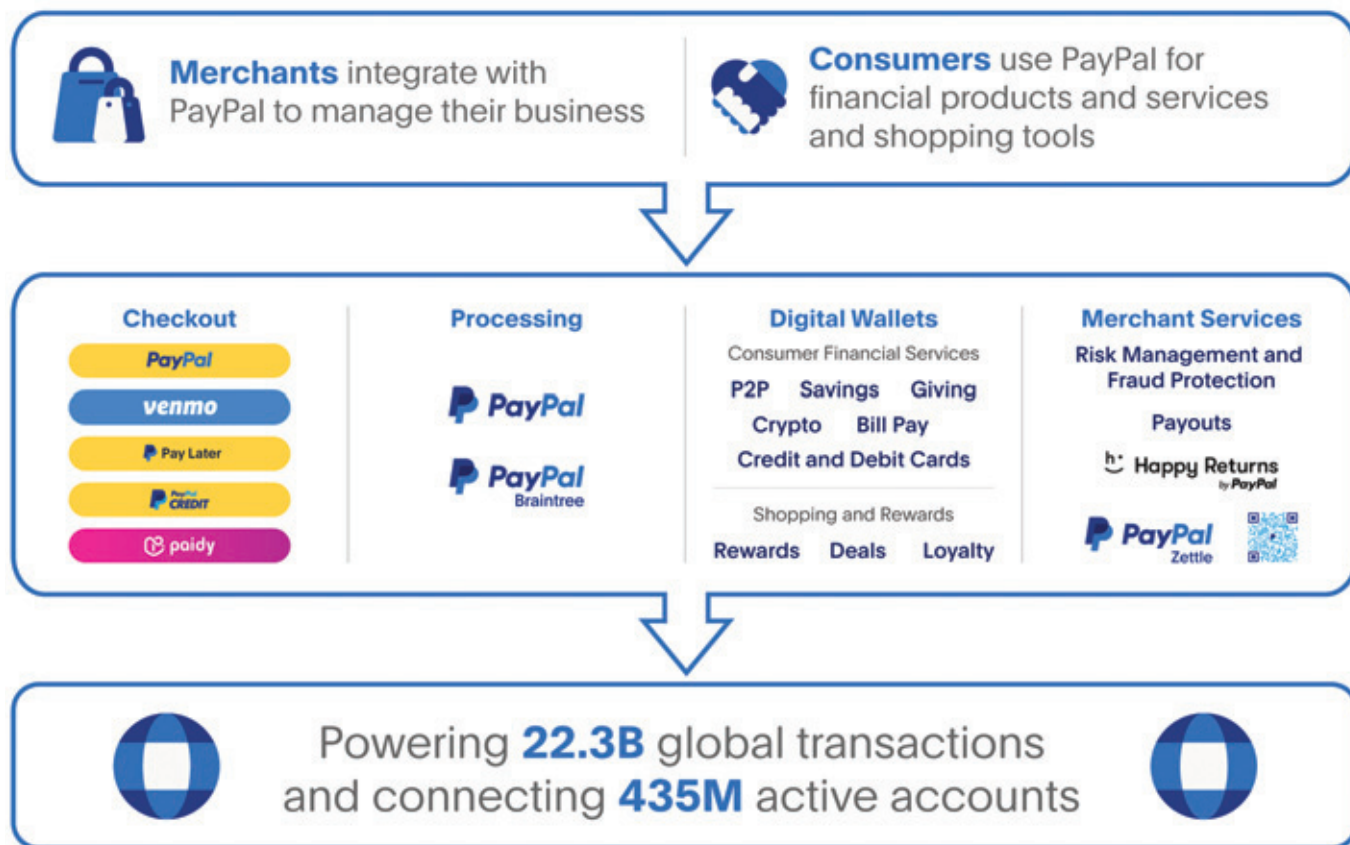 Merchants integrate with
PayPal to manage their business
Consumers use PayPal for
financial products and services
and shopping tools
Checkout
PayPal
venmo
Pay Later
PayPal
CREDIT
paidy
Processing
PayPal
PayPal
Braintree
Digital Wallets
Consumer Financial Services
P2P Savings Giving
Crypto Bill Pay
Credit and Debit Cards
Shopping and Rewards
Rewards Deals Loyalty
Merchant Services
Risk Management and
Fraud Protection
Payouts
Happy Returns
by PayPal
PayPal
Zettle
Powering 22.3B global transactions
and connecting 435M active accounts